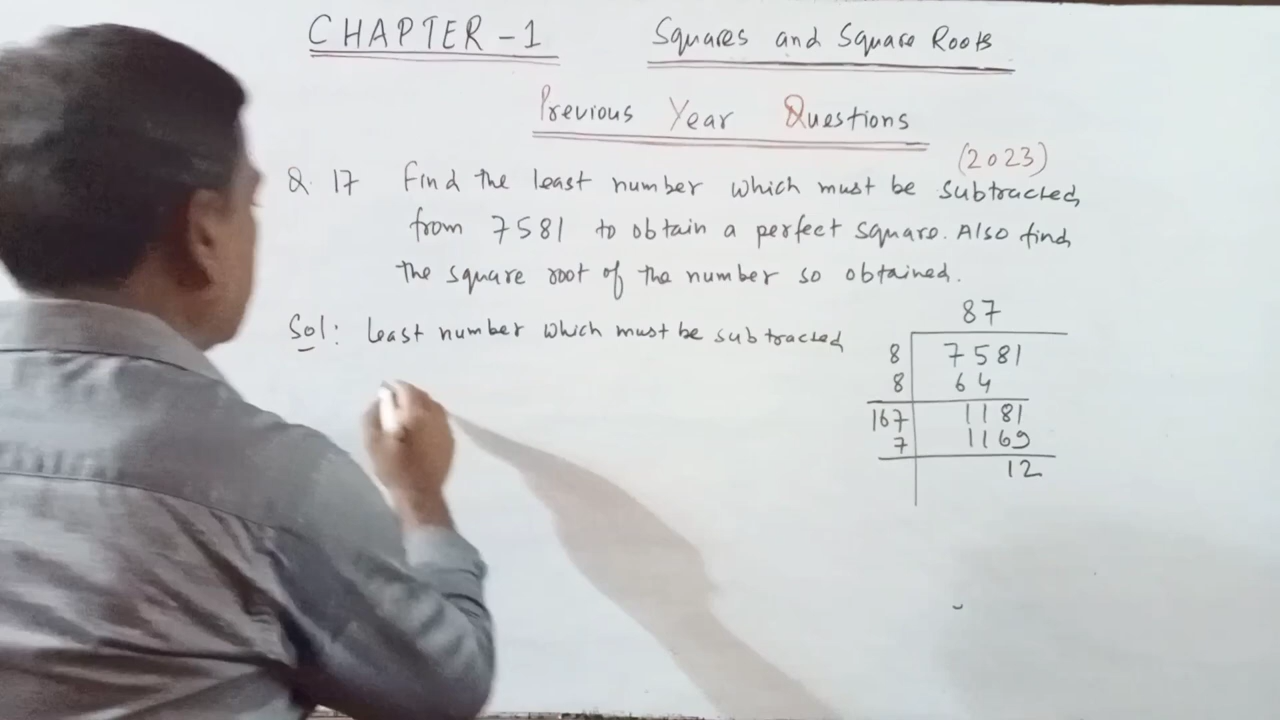 CHAPTER - 1 Squares and Square Roots
Previous Year Questions
(2023)
Q. 17 Find the least number which must be subtracted
from 7581 to obtain a perfect square. Also find
the square root of the number so obtained.
Sol: Least number which must be subtracted
87
8 7581
8 64
167 1181
7 1169
12